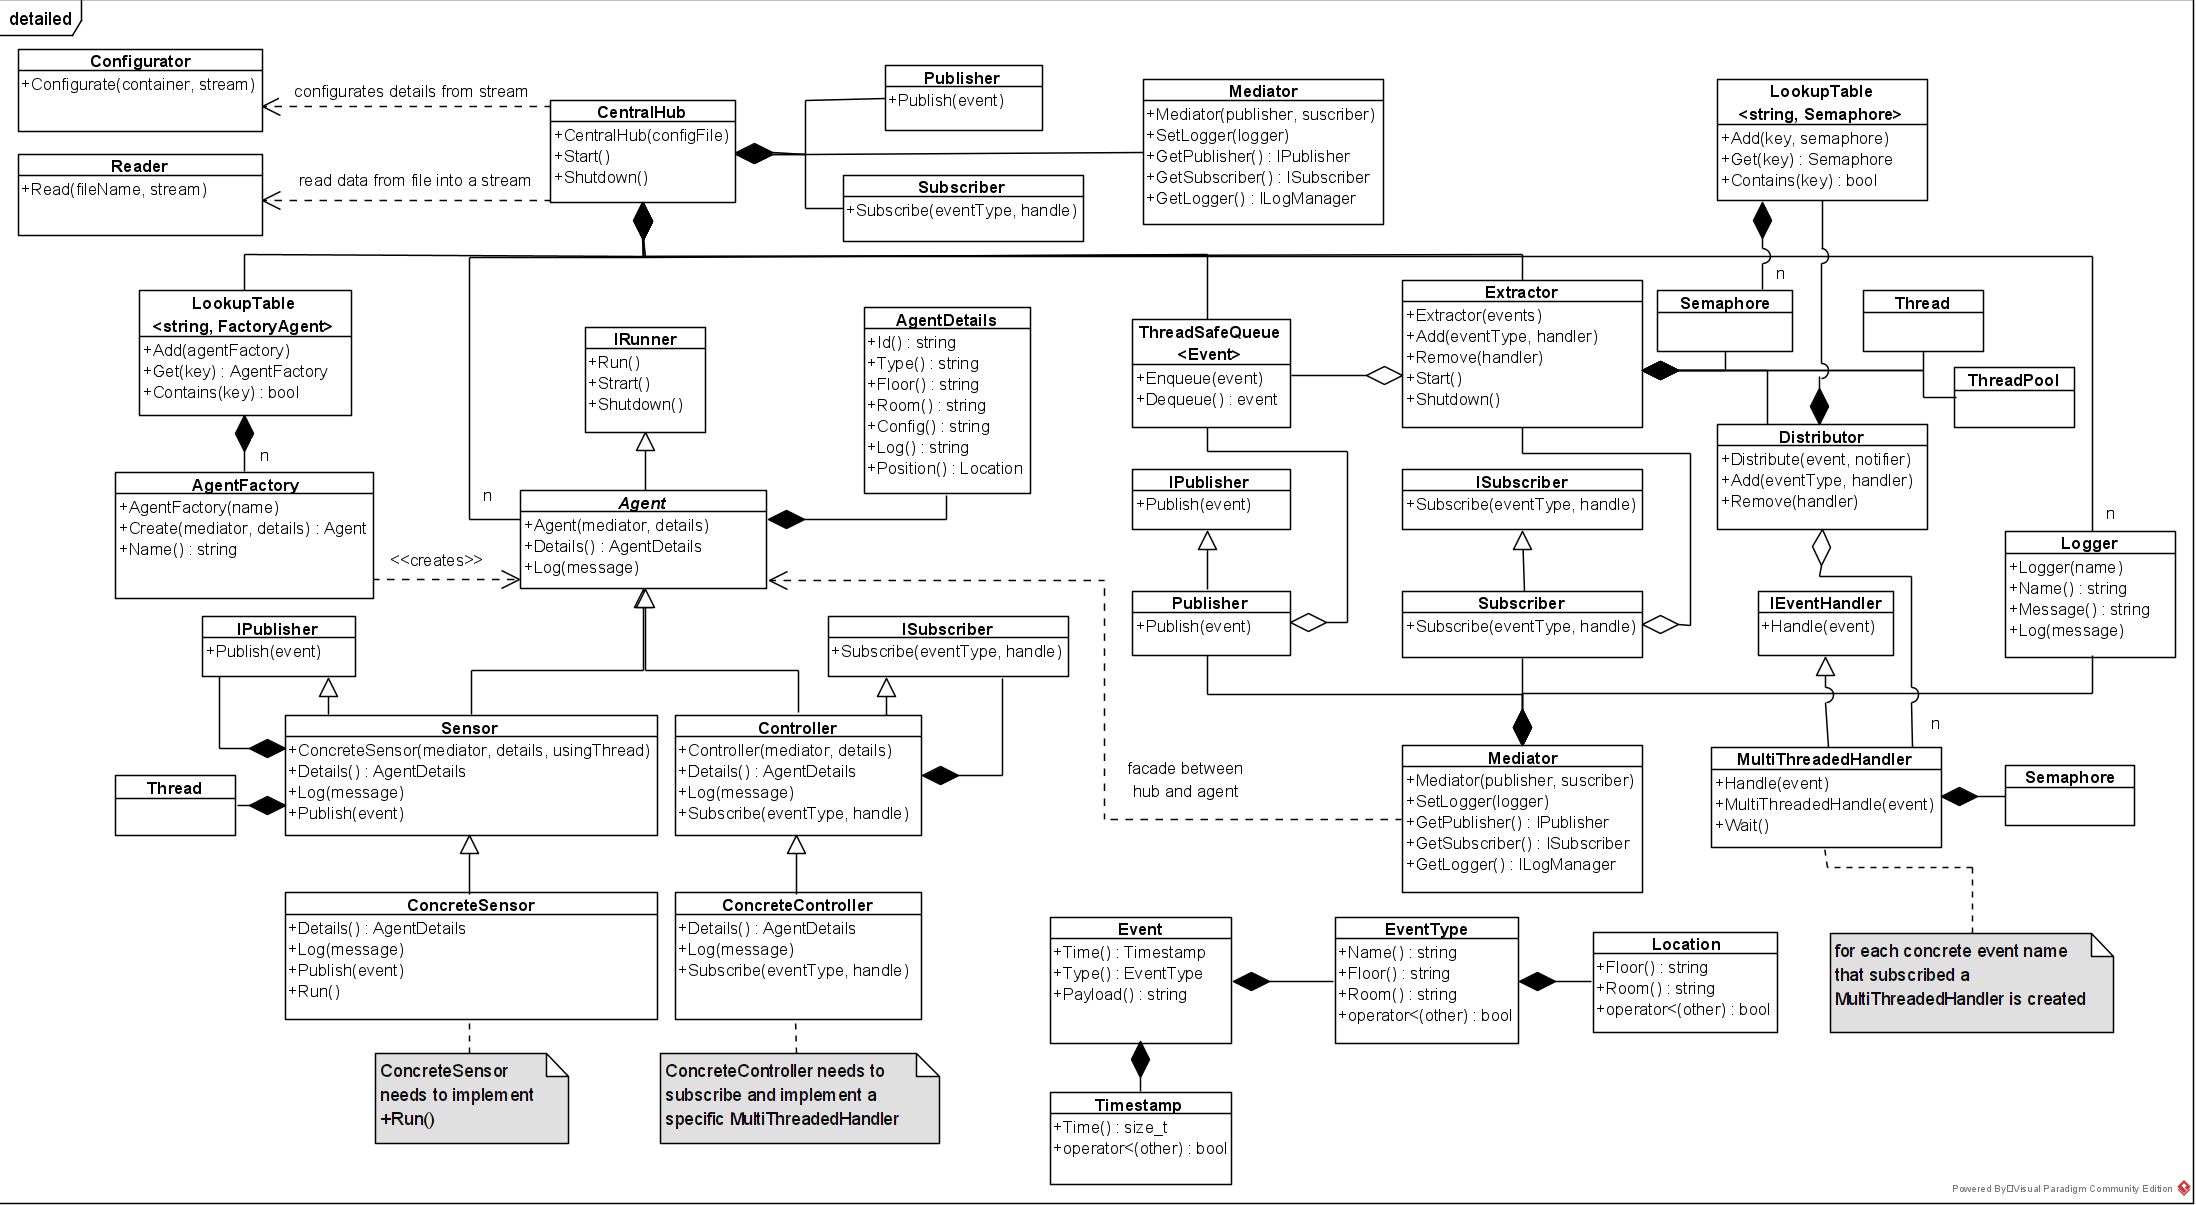 detailed
Configurator
+Configurate(container, stream)
configurates details from stream
Reader
+Read(fileName, stream)
read data from file into a stream
CentralHub
+CentralHub(configFile)
+Start()
+Shutdown()
Publisher
+Publish(event)
Subscriber
+Subscribe(eventType, handle)
Mediator
+Mediator(publisher, suscriber)
+SetLogger(logger)
+GetPublisher() : IPublisher
+GetSubscriber() : ISubscriber
+GetLogger() : ILogManager
LookupTable
<string, Semaphore>
+Add(key, semaphore)
+Get(key) : Semaphore
+Contains(key) : bool
n
LookupTable
<string, FactoryAgent>
+Add(agentFactory)
+Get(key) : AgentFactory
+Contains(key) : bool
n
IRunner
+Run()
+Strart()
+Shutdown()
AgentDetails
+Id() : string
+Type() : string
+Floor() : string
+Room() : string
+Config() : string
+Log() : string
+Position() : Location
ThreadSafeQueue
<Event>
+Enqueue(event)
+Dequeue() : event
Extractor
+Extractor(events)
+Add(eventType, handler)
+Remove(handler)
+Start()
+Shutdown()
Semaphore
Thread
ThreadPool
Distributor
+Distribute(event, notifier)
+Add(eventType, handler)
+Remove(handler)
AgentFactory
+AgentFactory(name)
+Create(mediator, details) : Agent
+Name() : string
<<creates>>
n
Agent
+Agent(mediator, details)
+Details() : AgentDetails
+Log(message)
IPublisher
+Publish(event)
ISubscriber
+Subscribe(eventType, handle)
n
Logger
+Logger(name)
+Name() : string
+Message() : string
+Log(message)
Publisher
+Publish(event)
Subscriber
+Subscribe(eventType, handle)
IEventHandler
+Handle(event)
IPublisher
+Publish(event)
ISubscriber
+Subscribe(eventType, handle)
Sensor
+ConcreteSensor(mediator, details, usingThread)
+Details() : AgentDetails
+Log(message)
+Publish(event)
Thread
Controller
+Controller(mediator, details)
+Details() : AgentDetails
+Log(message)
+Subscribe(eventType, handle)
facade between
hub and agent
Mediator
+Mediator(publisher, suscriber)
+SetLogger(logger)
+GetPublisher() : IPublisher
+GetSubscriber() : ISubscriber
+GetLogger() : ILogManager
n
MultiThreadedHandler
+Handle(event)
+MultiThreadedHandle(event)
+Wait()
Semaphore
ConcreteSensor
+Details() : AgentDetails
+Log(message)
+Publish(event)
+Run()
ConcreteController
+Details() : AgentDetails
+Log(message)
+Subscribe(eventType, handle)
Event
+Time() : Timestamp
+Type() : EventType
+Payload() : string
EventType
+Name() : string
+Floor() : string
+Room() : string
+operator<(other) : bool
Location
+Floor() : string
+Room() : string
+operator<(other) : bool
for each concrete event name
that subscribed a
MultiThreadedHandler is created
ConcreteSensor
needs to implement
+Run()
ConcreteController needs to
subscribe and implement a
specific MultiThreadedHandler
Timestamp
+Time() : size_t
+operator<(other) : bool
Powered By□Visual Paradigm Community Edition